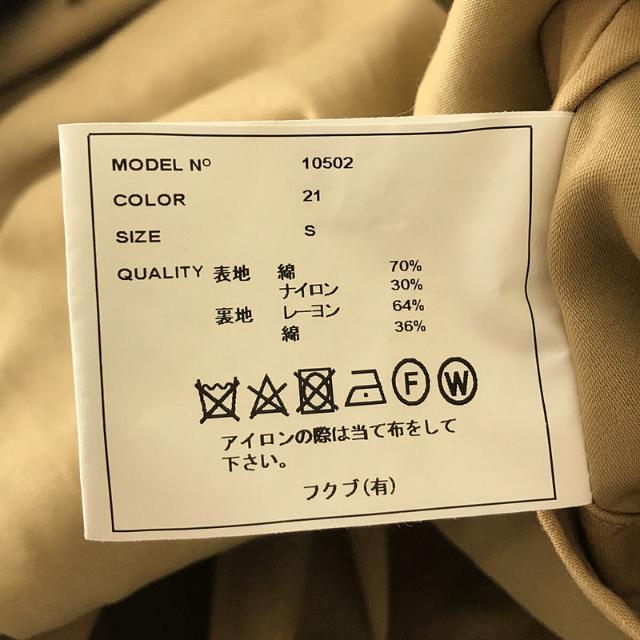 MODEL Nº 10502
COLOR 21
SIZE S
QUALITY 表地 綿 70%
ナイロン 30%
裏地 レーヨン 64%
綿 36%
F W
アイロンの際は当て布をして
下さい。
フクブ(有)